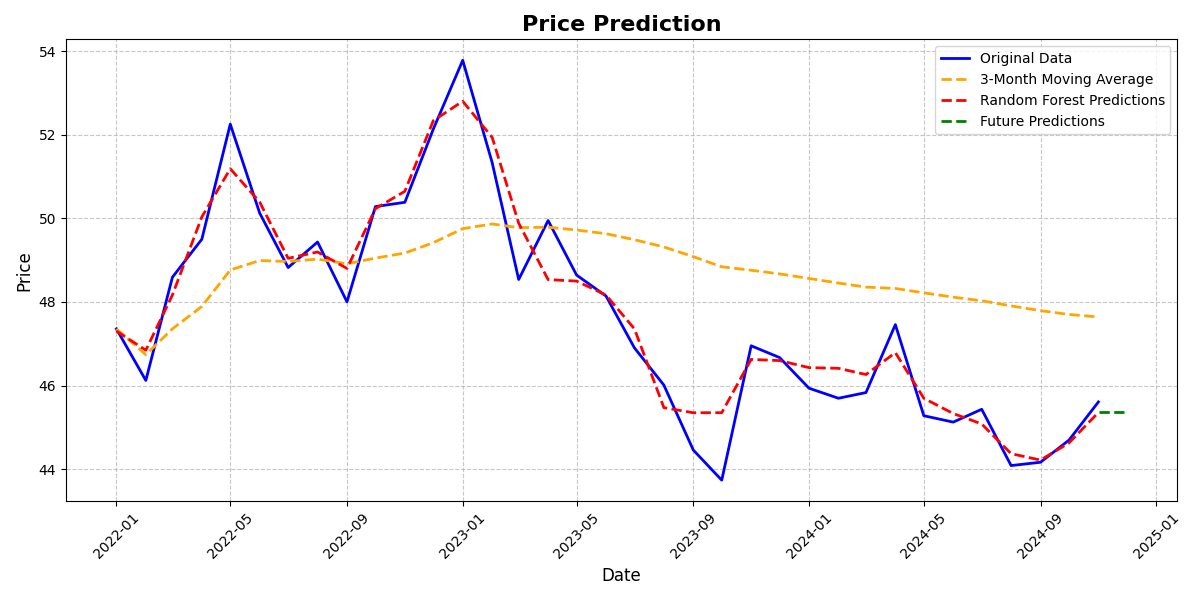 Price Prediction
Price
54
52
50
48
46
44
Original Data
3-Month Moving Average
Random Forest Predictions
Future Predictions
2022-01
2022-05
2022-09
2023-01
2023-05
2023-09
2024-01
2024-05
2024-09
2025-01
Date